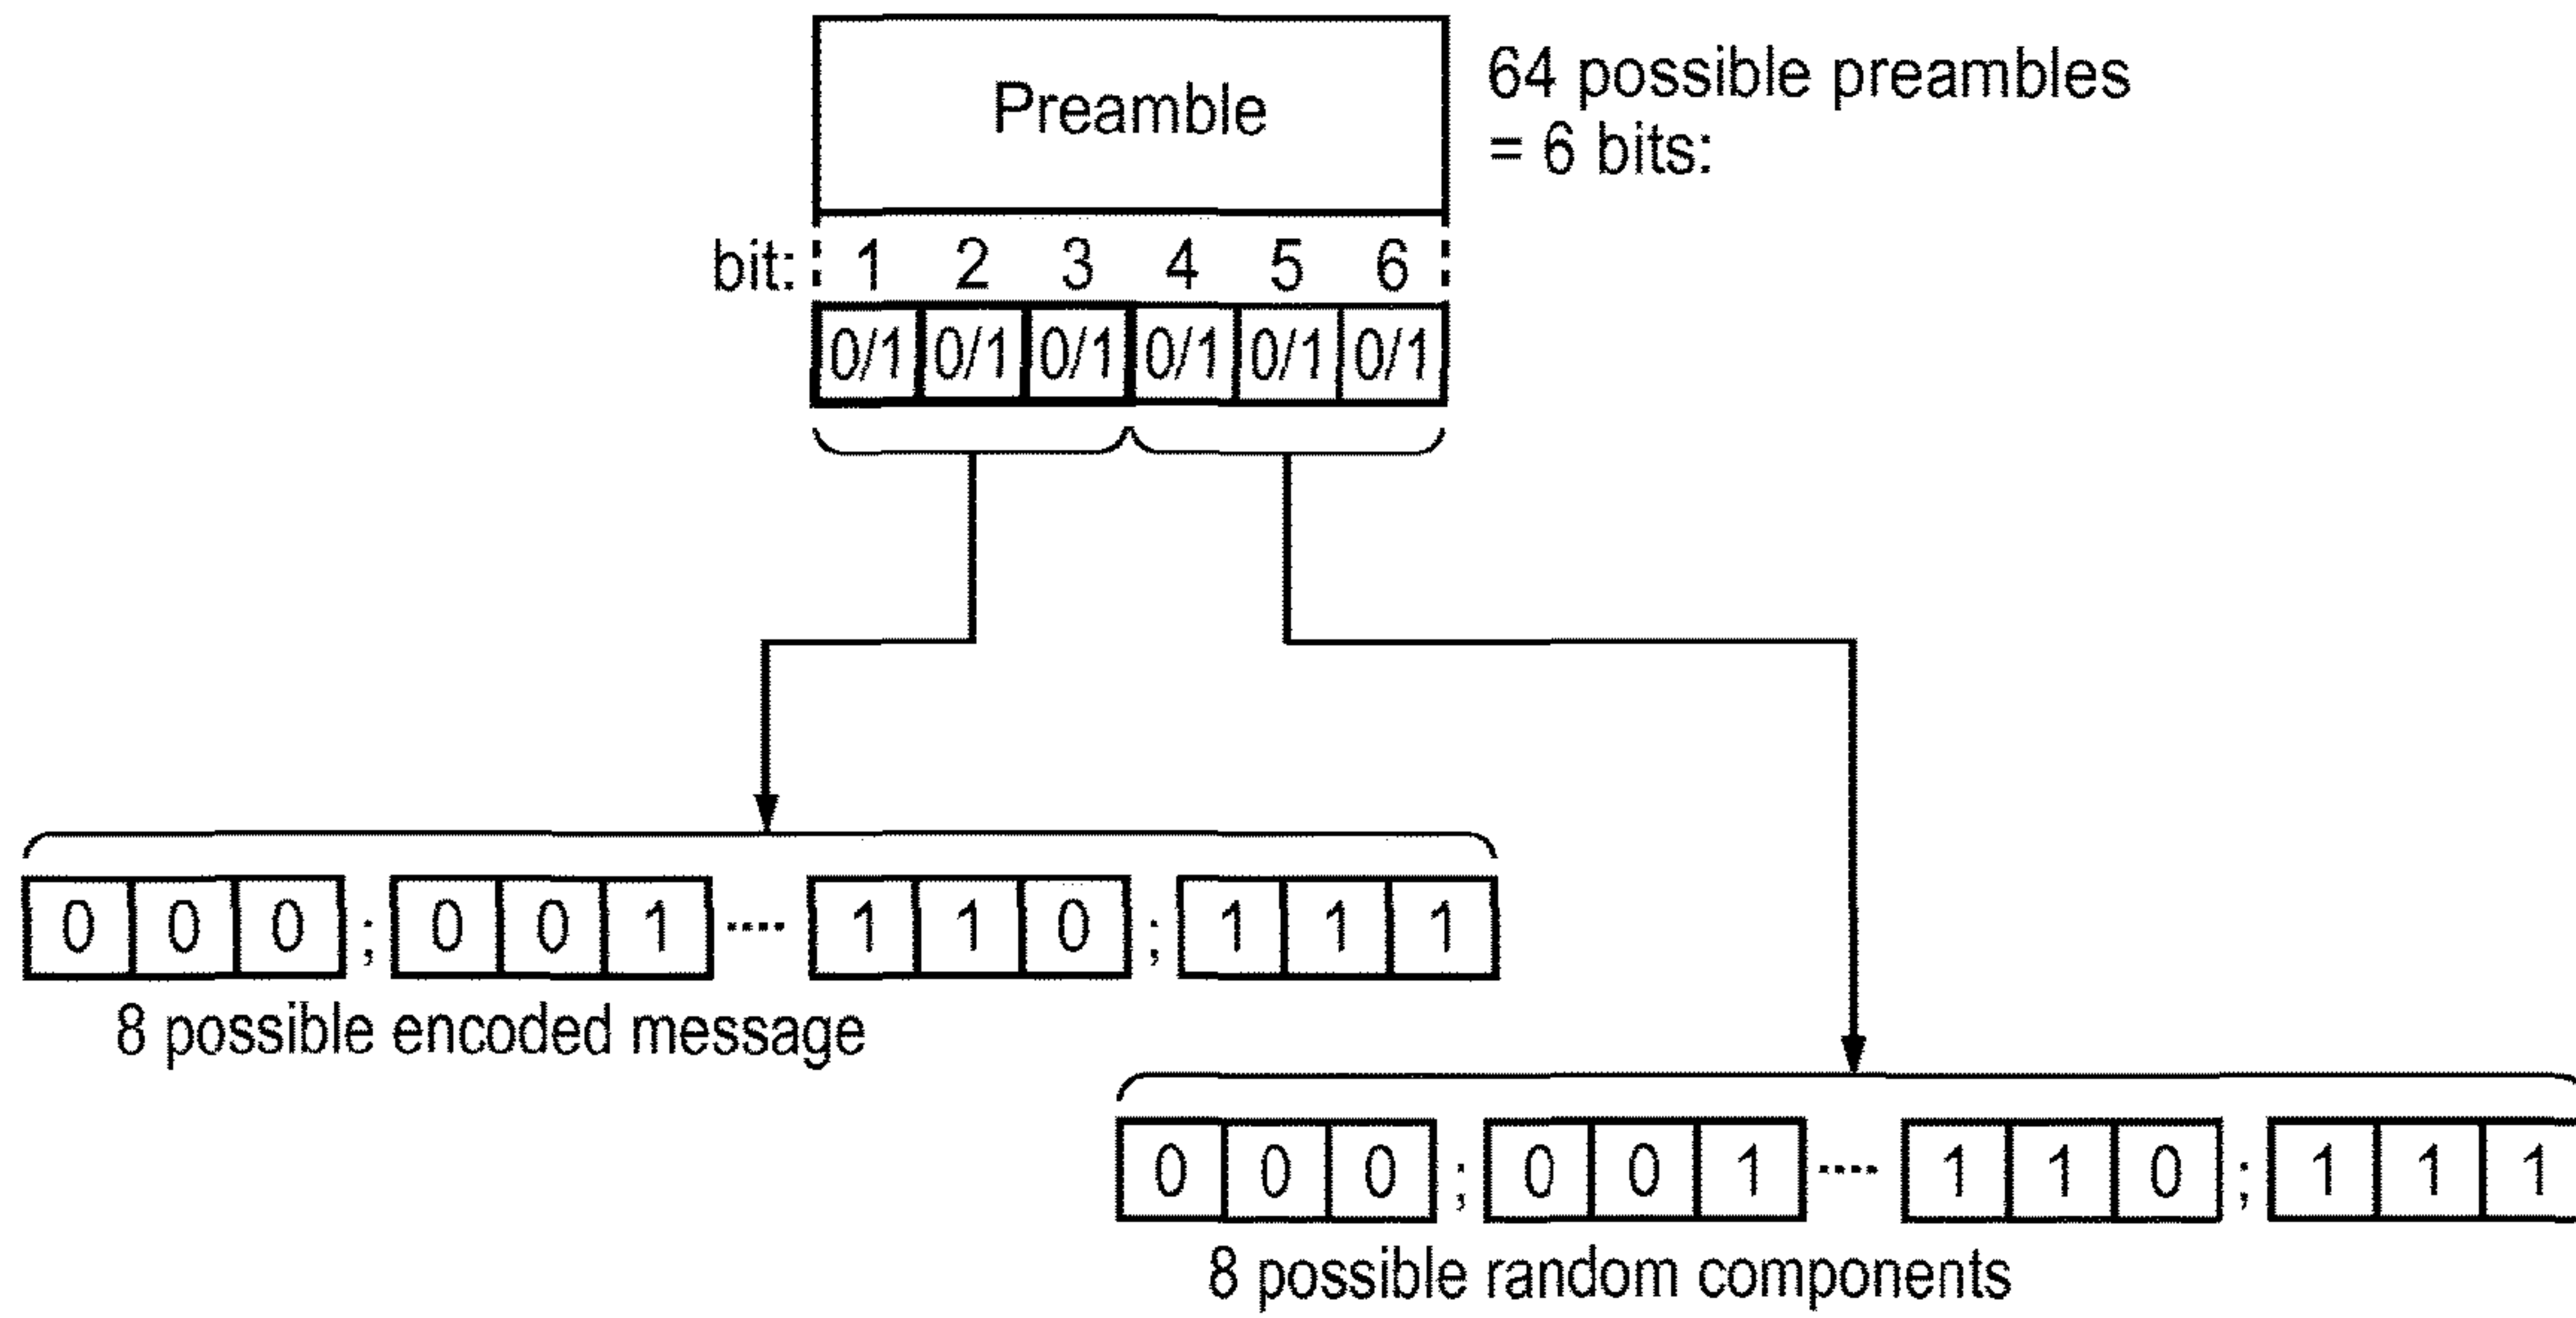 Preamble
64 possible preambles
= 6 bits:
bit: 1 2 3 4 5 6
0/1 0/1 0/1 0/1 0/1 0/1
0 0 0 ; 0 0 1 ···· 1 1 0 ; 1 1 1
8 possible encoded message
0 0 0 ; 0 0 1 ···· 1 1 0 ; 1 1 1
8 possible random components